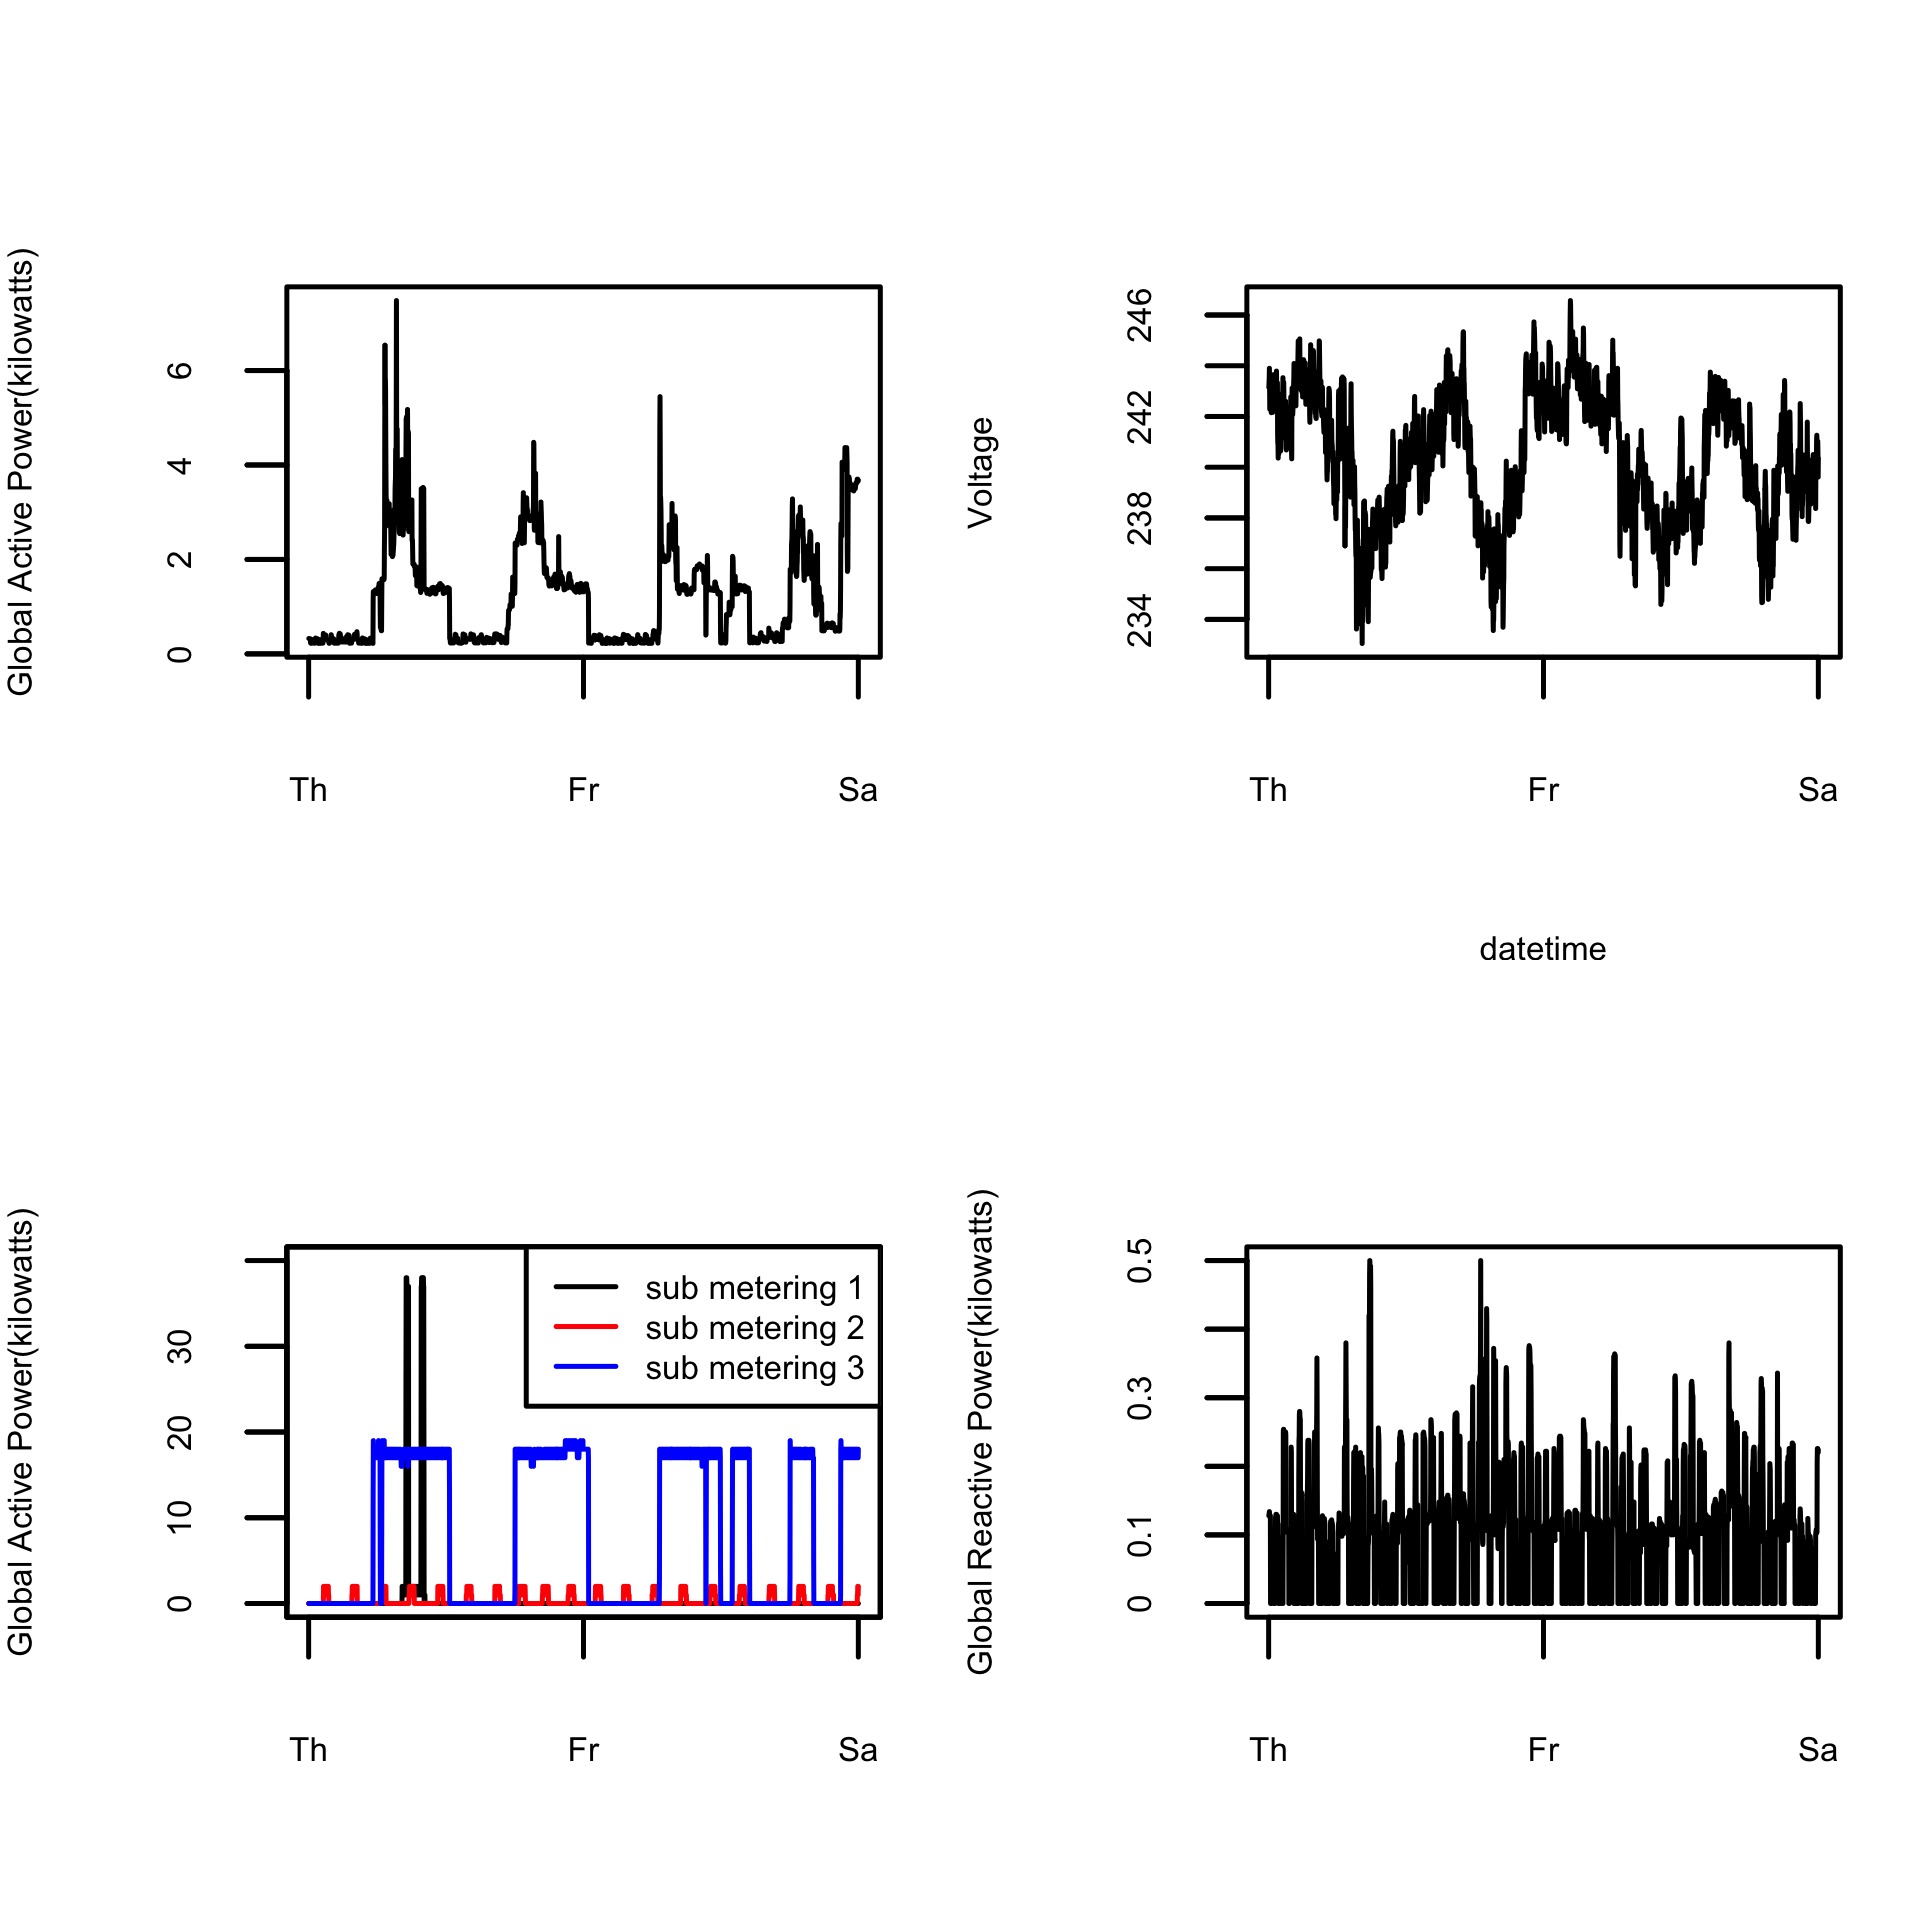 Global Active Power(kilowatts)
6
4
2
0
Th Fr Sa
Voltage
246
242
238
234
Th Fr Sa
datetime
Global Active Power(kilowatts)
30
20
10
0
sub metering 1
sub metering 2
sub metering 3
Th Fr Sa
Global Reactive Power(kilowatts)
0.5
0.3
0.1
0
Th Fr Sa